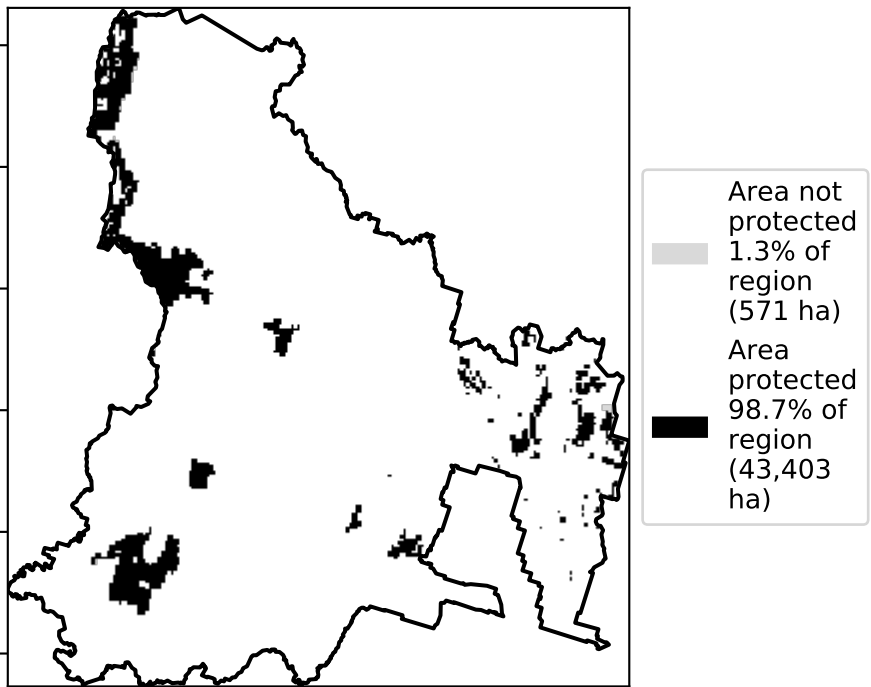 Area not
protected
1.3% of
region
(571 ha)
Area
protected
98.7% of
region
(43,403
ha)